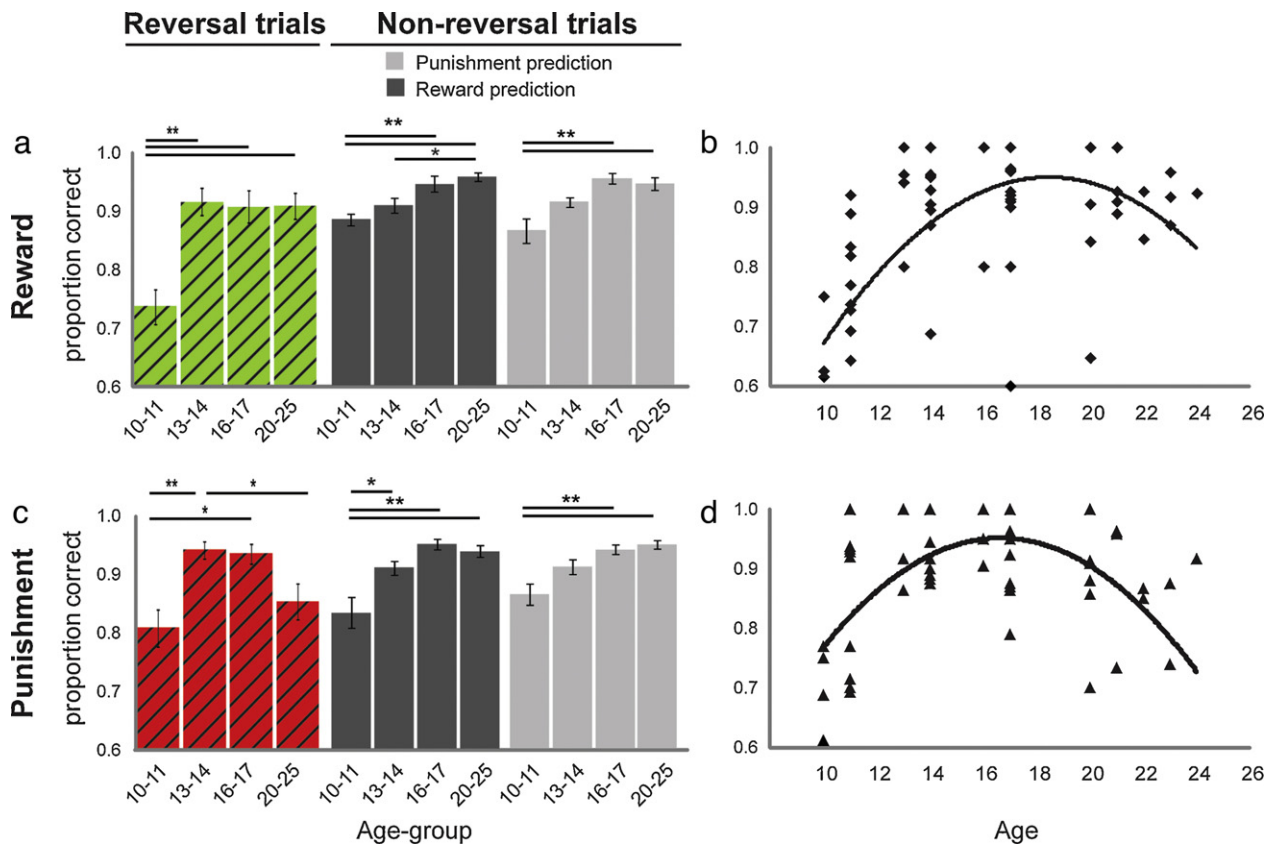 Reversal trials Non-reversal trials
Punishment prediction
Reward prediction
a
Reward
proportion correct
1.0
0.9
0.8
0.7
0.6
** ** * **
10-11 13-14 16-17 20-25 10-11 13-14 16-17 20-25 10-11 13-14 16-17 20-25
b
1.0
0.9
0.8
0.7
0.6
10 12 14 16 18 20 22 24 26
c
Punishment
proportion correct
1.0
0.9
0.8
0.7
0.6
** * * * ** **
10-11 13-14 16-17 20-25 10-11 13-14 16-17 20-25 10-11 13-14 16-17 20-25
Age-group
d
1.0
0.9
0.8
0.7
0.6
10 12 14 16 18 20 22 24 26
Age